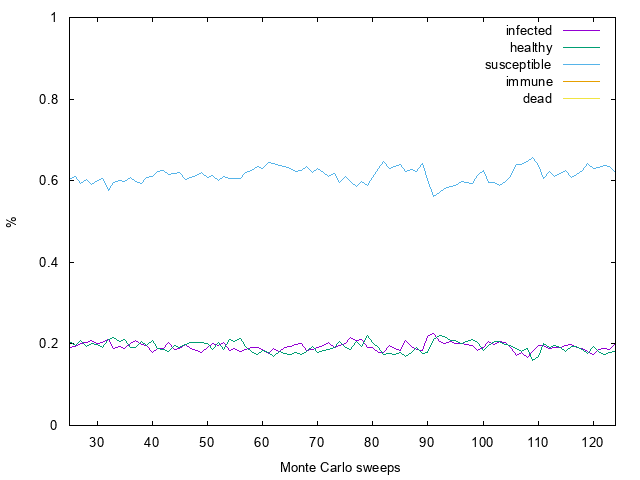 1
0.8
0.6
0.4
0.2
0
%
30 40 50 60 70 80 90 100 110 120
Monte Carlo sweeps
infected
healthy
susceptible
immune
dead